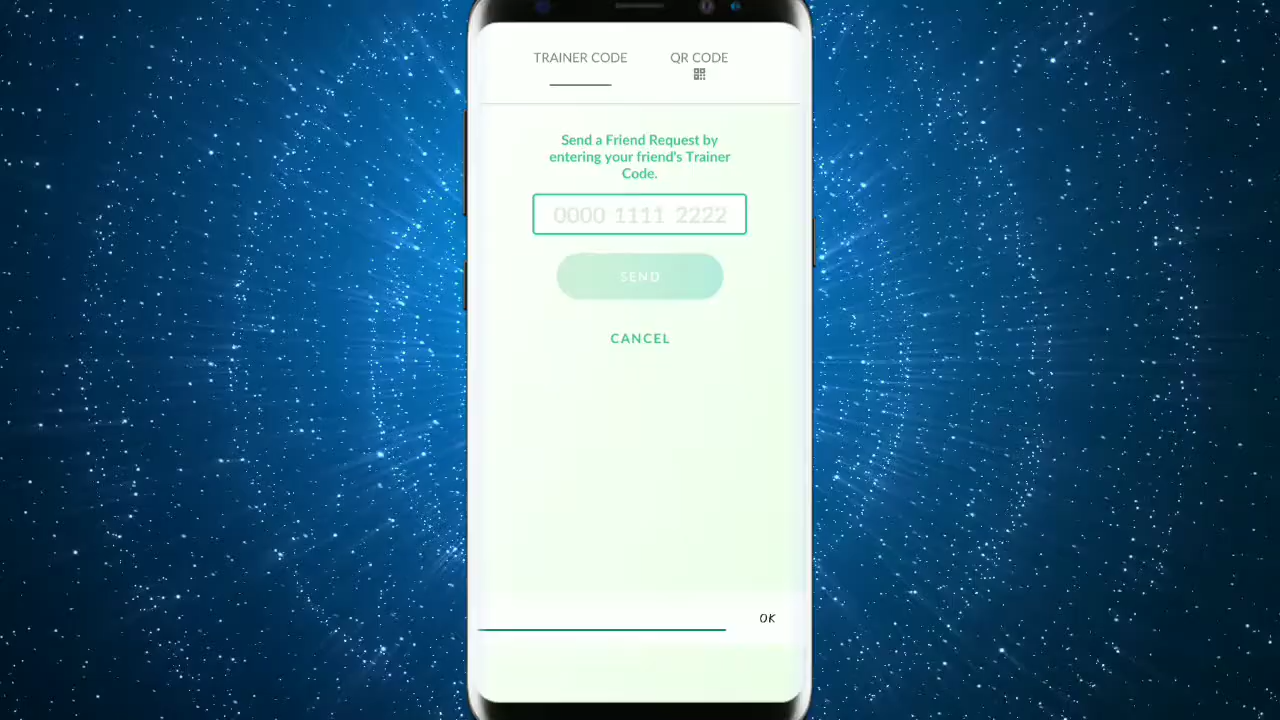 TRAINER CODE
QR CODE
Send a Friend Request by
entering your friend's Trainer
Code.
0000 1111 2222
SEND
CANCEL
OK